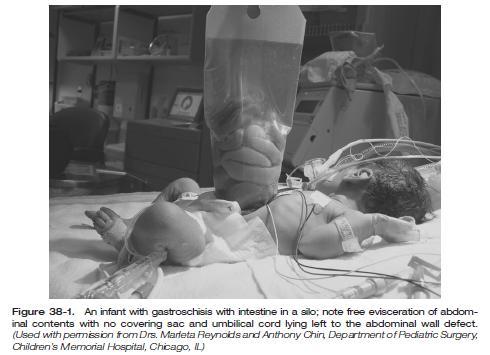 Figure 38-1. An infant with gastroschisis with intestine in a silo; note free evisceration of abdom-
inal contents with no covering sac and umbilical cord lying left to the abdominal wall defect.
(Used with permission from Drs. Marleta Reynolds and Anthony Chin, Department of Pediatric Surgery,
Children's Memorial Hospital, Chicago, IL)